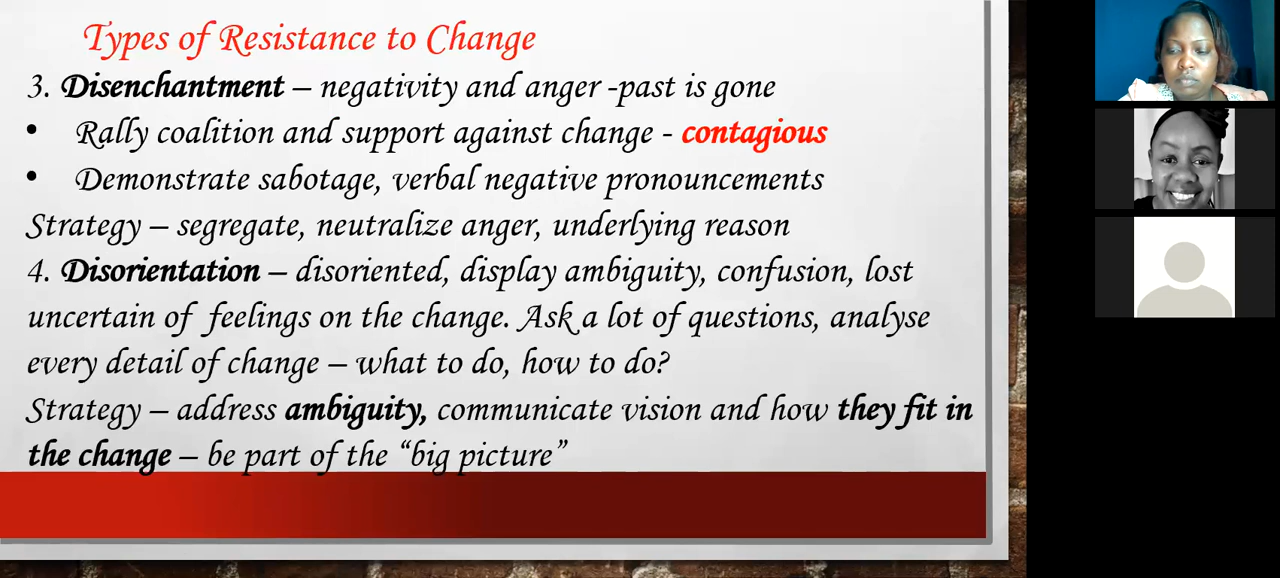 Types of Resistance to Change
3. Disenchantment – negativity and anger -past is gone
• Rally coalition and support against change - contagious
• Demonstrate sabotage, verbal negative pronouncements
Strategy – segregate, neutralize anger, underlying reason
4. Disorientation – disoriented, display ambiguity, confusion, lost
uncertain of feelings on the change. Ask a lot of questions, analyse
every detail of change – what to do, how to do?
Strategy – address ambiguity, communicate vision and how they fit in
the change – be part of the “big picture”